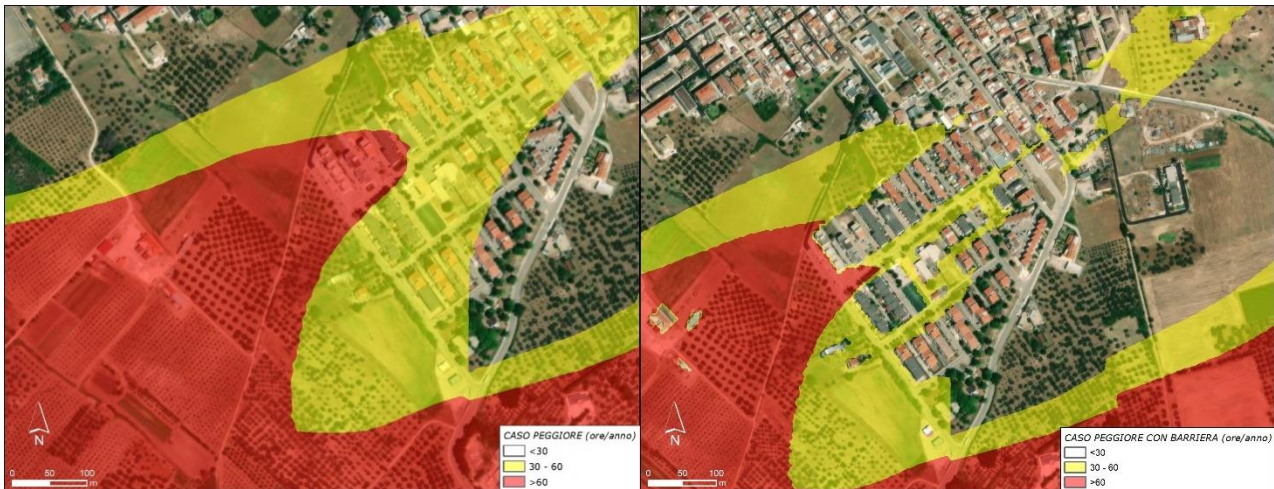 CASO PEGGIORE (ore/anno)
<30
30 - 60
>60
N
0 50 100
m
CASO PEGGIORE CON BARRIERA (ore/anno)
<30
30 - 60
>60
N
0 50 100
m